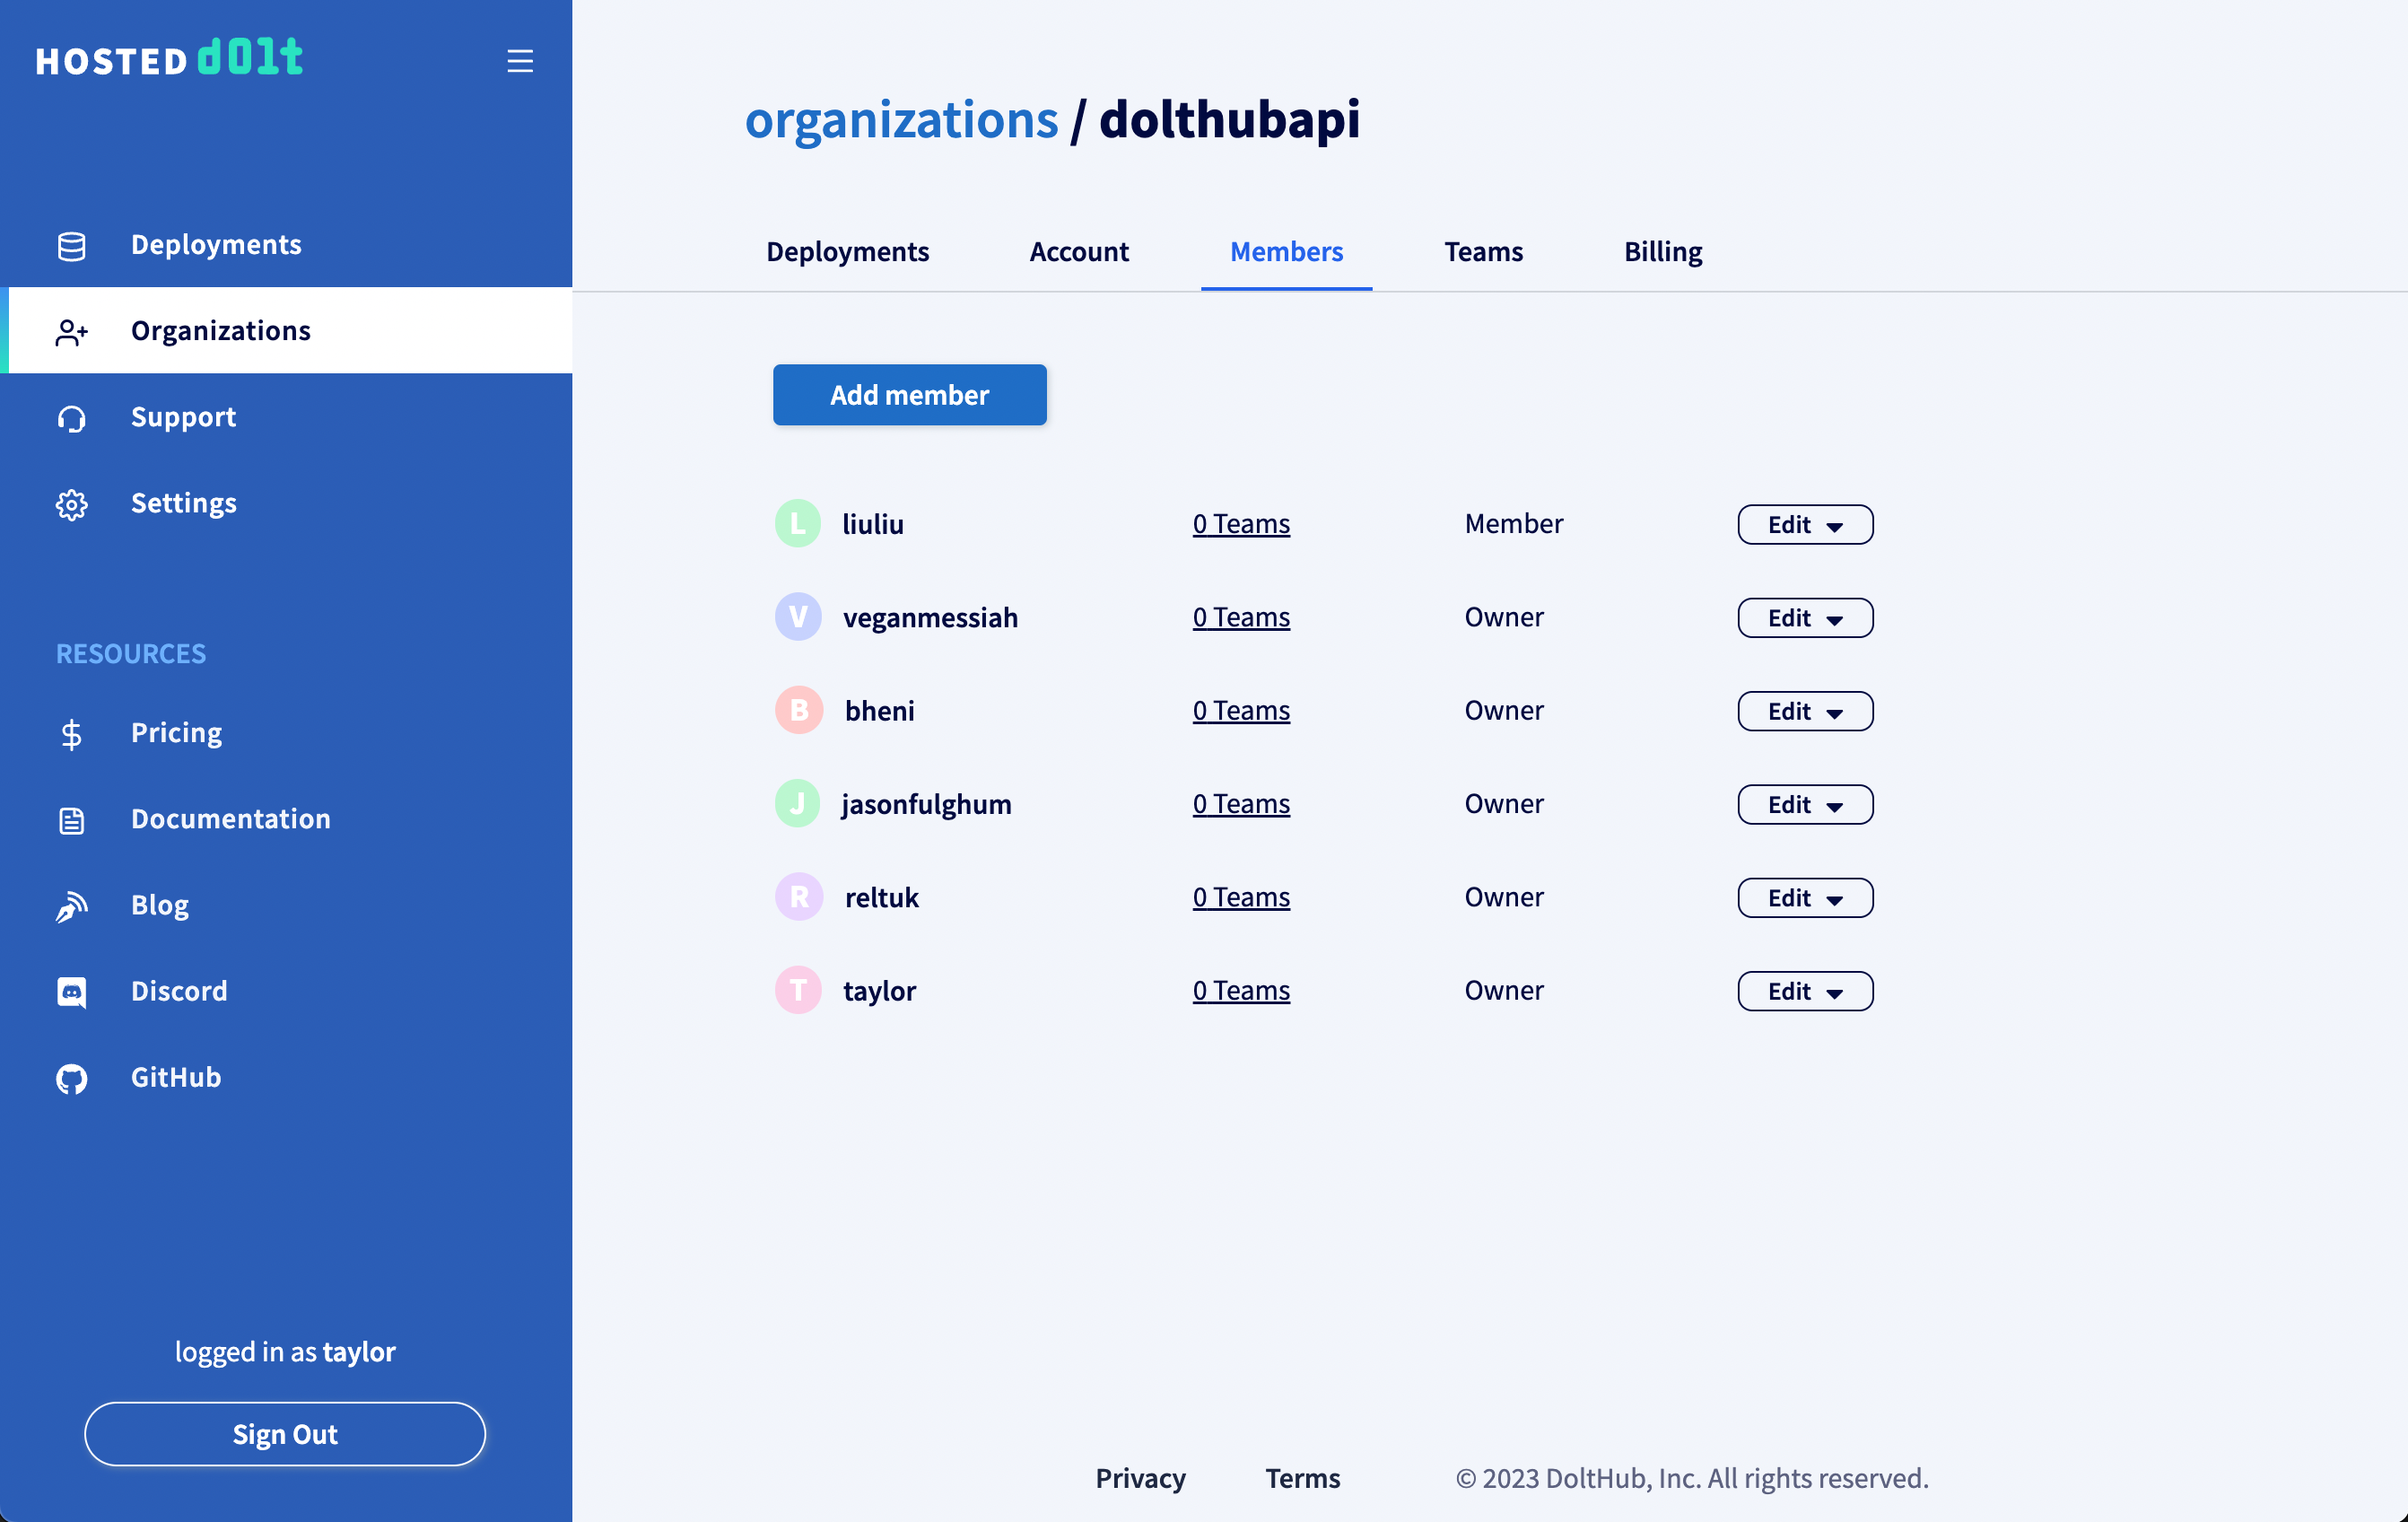 HOSTED dolt
Deployments
Organizations
Support
Settings
RESOURCES
Pricing
Documentation
Blog
Discord
GitHub
logged in as taylor
Sign Out
organizations / dolthubapi
Deployments Account Members Teams Billing
Add member
L liuliu 0 Teams Member Edit
V veganmessiah 0 Teams Owner Edit
B bheni 0 Teams Owner Edit
J jasonfulghum 0 Teams Owner Edit
R reltuk 0 Teams Owner Edit
T taylor 0 Teams Owner Edit
Privacy Terms © 2023 DoltHub, Inc. All rights reserved.